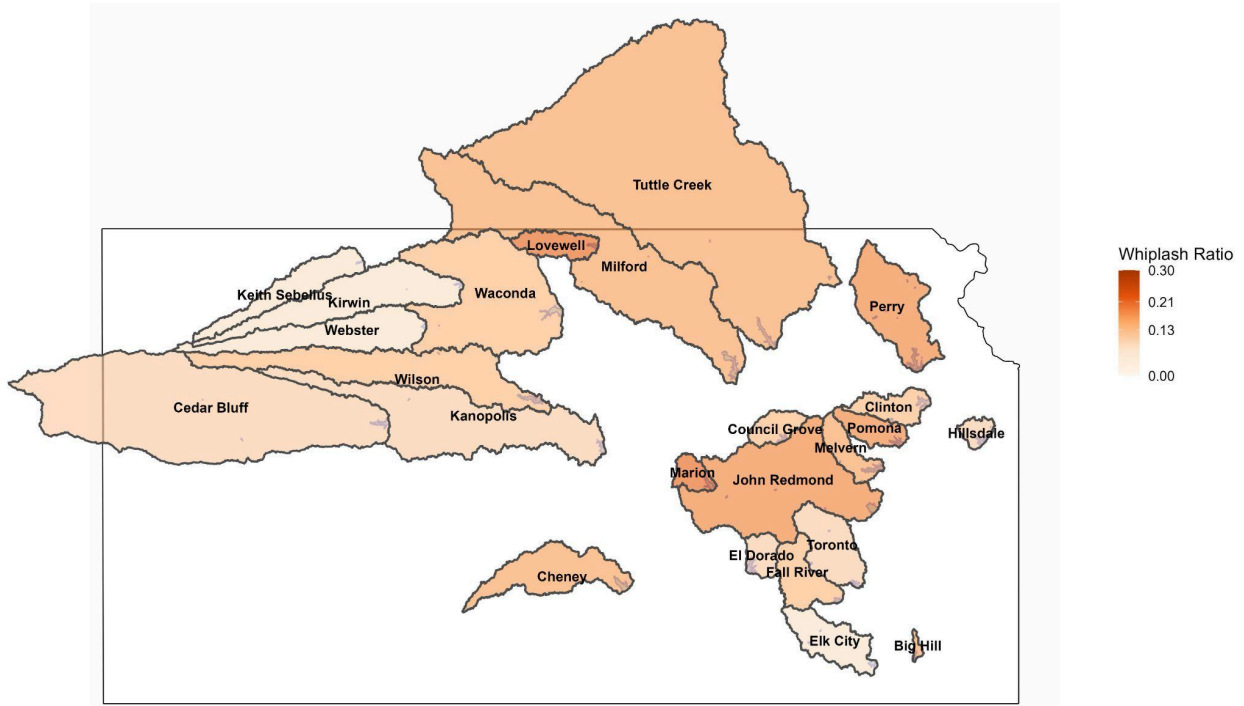 Tuttle Creek
Lovewell
Milford
Whiplash Ratio
0.30
0.21
0.13
0.00
Keith Sebelius
Kirwin
Waconda
Perry
Webster
Wilson
Cedar Bluff
Kanopolis
Clinton
Council Grove
Pomona
Hillsdale
Melvern
Marion
John Redmond
Toronto
El Dorado
Fall River
Cheney
Elk City
Big Hill